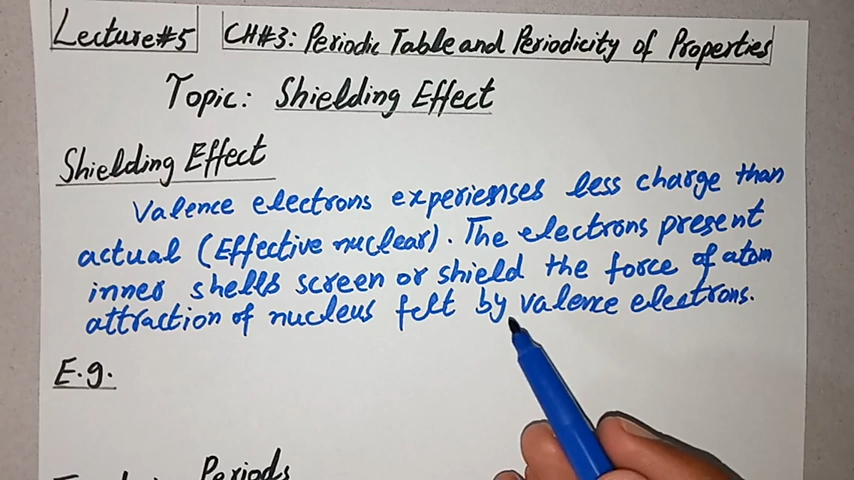 Lecture#5 CH#3: Periodic Table and Periodicity of Properties
Topic: Shielding Effect
Shielding Effect
Valence electrons experienses less charge than
actual (Effective nuclear). The electrons present
inner shells screen or shield the force of atom
attraction of nucleus felt by valence electrons.
E.g.
Periods